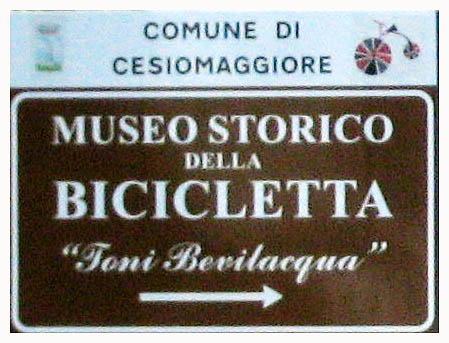 COMUNE DI
CESIOMAGGIORE
MUSEO STORICO
DELLA
BICICLETTA
“Toni Bevilacqua”